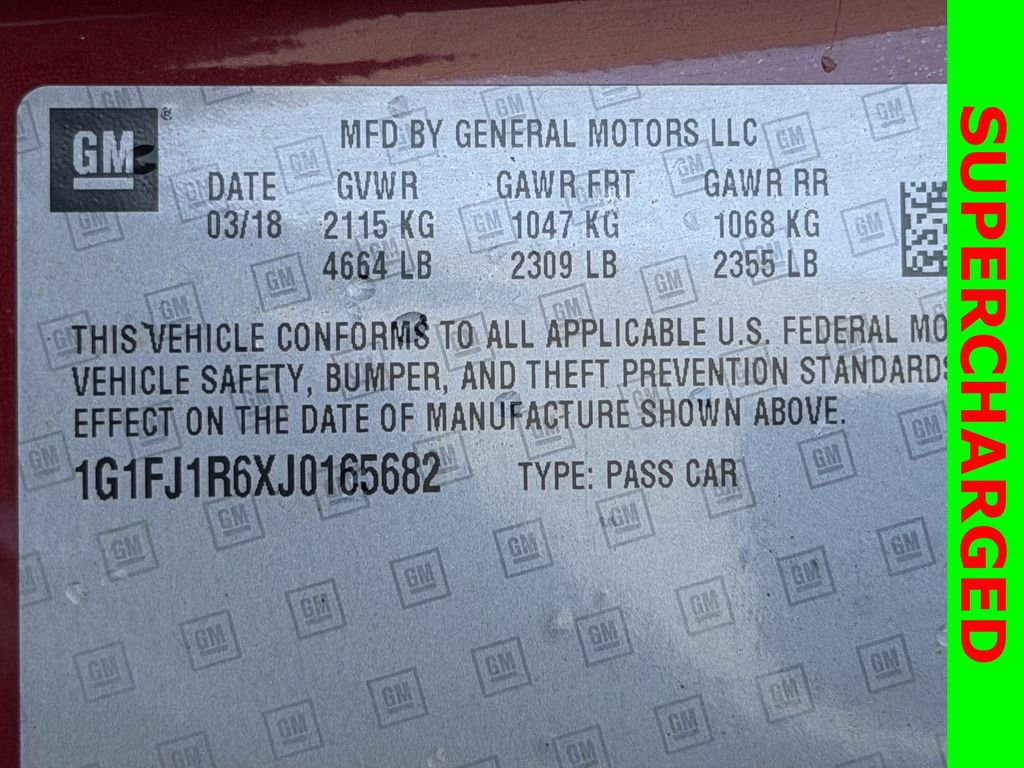 GM
MFD BY GENERAL MOTORS LLC
DATE GVWR GAWR FRT GAWR RR
03/18 2115 KG 1047 KG 1068 KG
4664 LB 2309 LB 2355 LB
THIS VEHICLE CONFORMS TO ALL APPLICABLE U.S. FEDERAL MO
VEHICLE SAFETY, BUMPER, AND THEFT PREVENTION STANDARDS
EFFECT ON THE DATE OF MANUFACTURE SHOWN ABOVE.
1G1FJ1R6XJ0165682 TYPE: PASS CAR
SUPERCHARGED